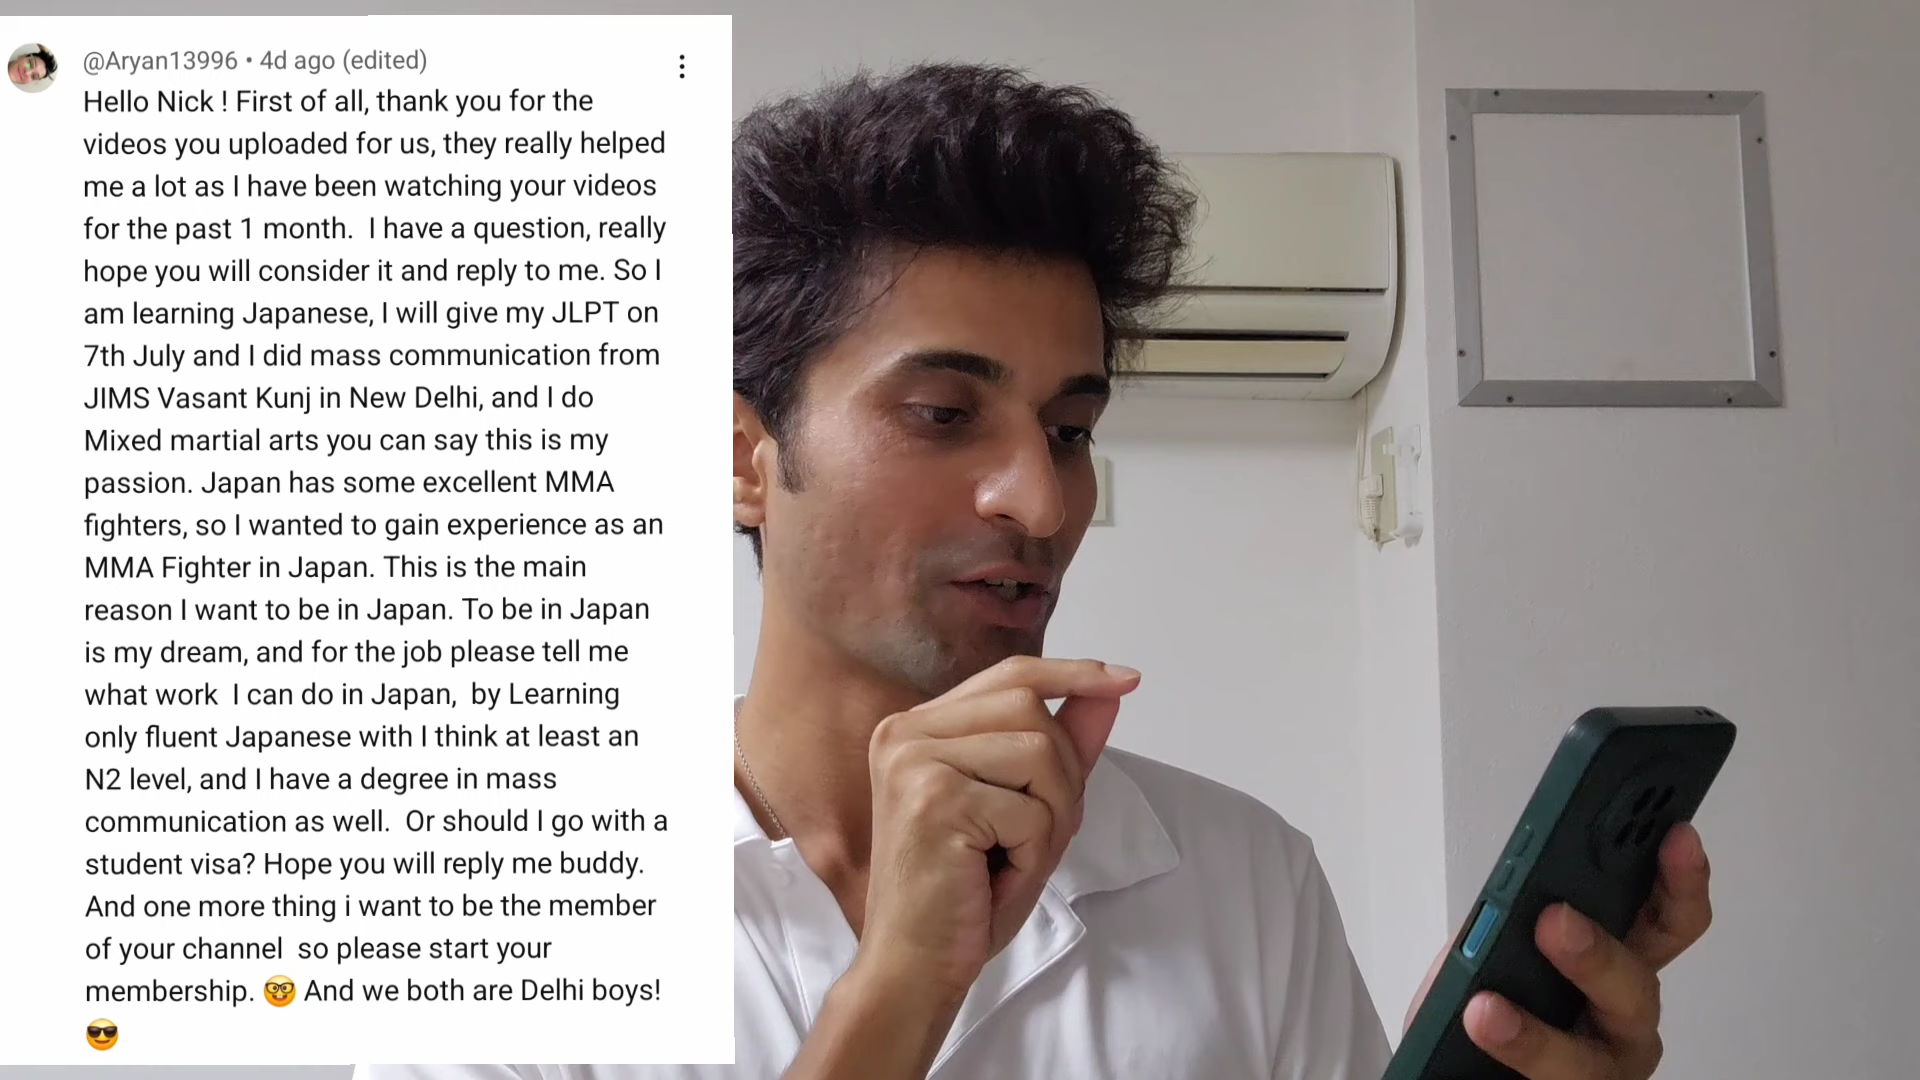 @Aryan13996 • 4d ago (edited)
Hello Nick ! First of all, thank you for the
videos you uploaded for us, they really helped
me a lot as I have been watching your videos
for the past 1 month.  I have a question, really
hope you will consider it and reply to me. So I
am learning Japanese, I will give my JLPT on
7th July and I did mass communication from
JIMS Vasant Kunj in New Delhi, and I do
Mixed martial arts you can say this is my
passion. Japan has some excellent MMA
fighters, so I wanted to gain experience as an
MMA Fighter in Japan. This is the main
reason I want to be in Japan. To be in Japan
is my dream, and for the job please tell me
what work  I can do in Japan,  by Learning
only fluent Japanese with I think at least an
N2 level, and I have a degree in mass
communication as well.  Or should I go with a
student visa? Hope you will reply me buddy.
And one more thing i want to be the member
of your channel  so please start your
membership. 🤓 And we both are Delhi boys!
😎